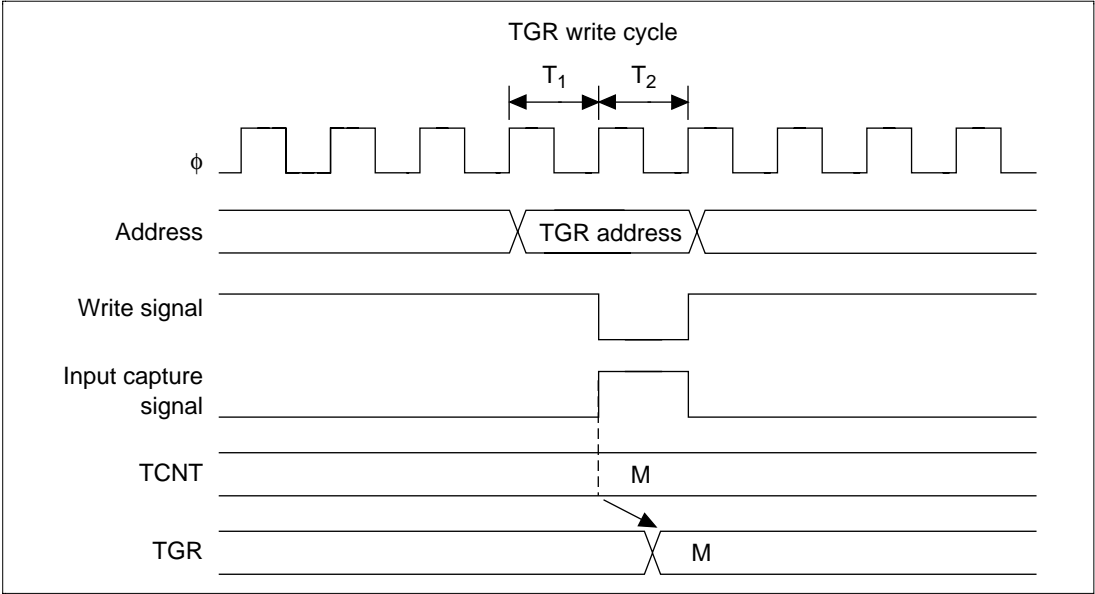 TGR write cycle
T1 T2
ϕ
Address TGR address
Write signal
Input capture
signal
TCNT M
TGR M